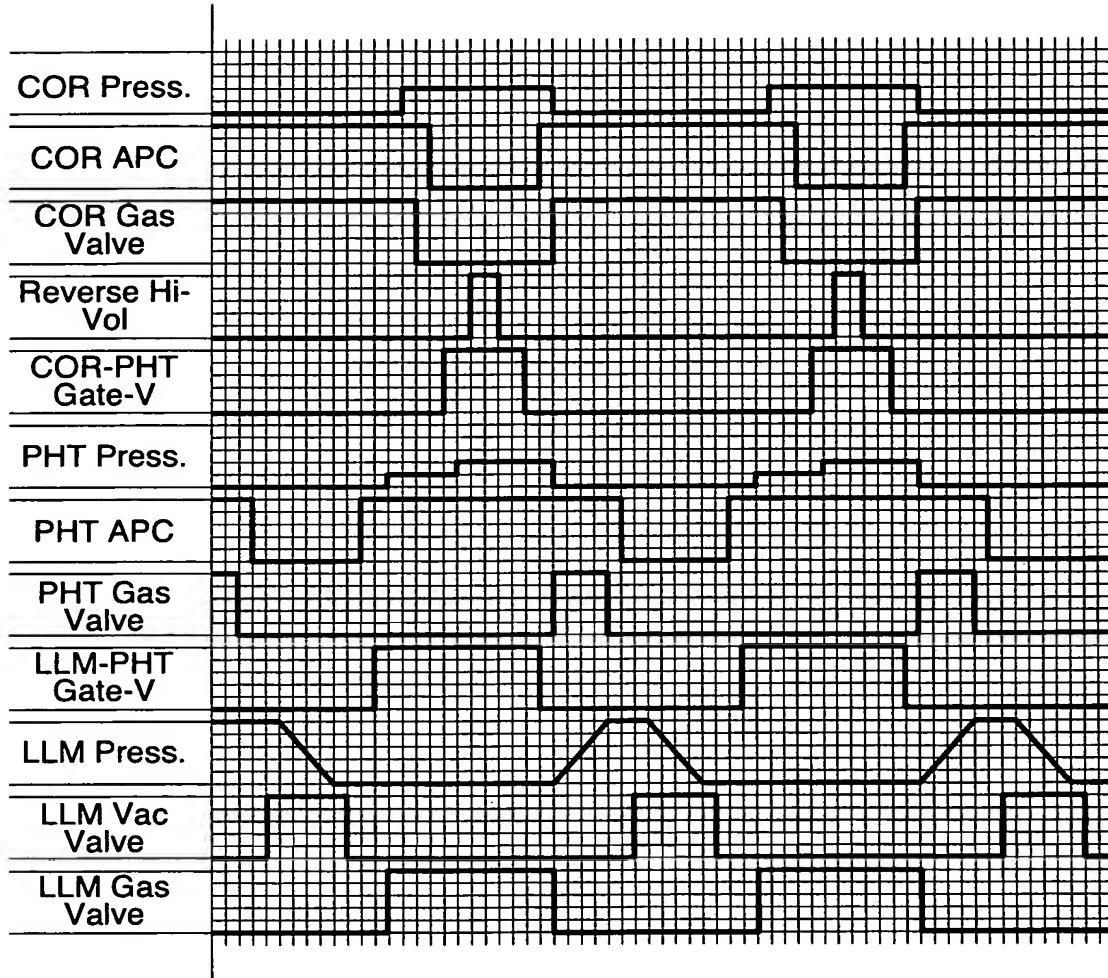 COR Press.
COR APC
COR Gas
Valve
Reverse Hi-
Vol
COR-PHT
Gate-V
PHT Press.
PHT APC
PHT Gas
Valve
LLM-PHT
Gate-V
LLM Press.
LLM Vac
Valve
LLM Gas
Valve